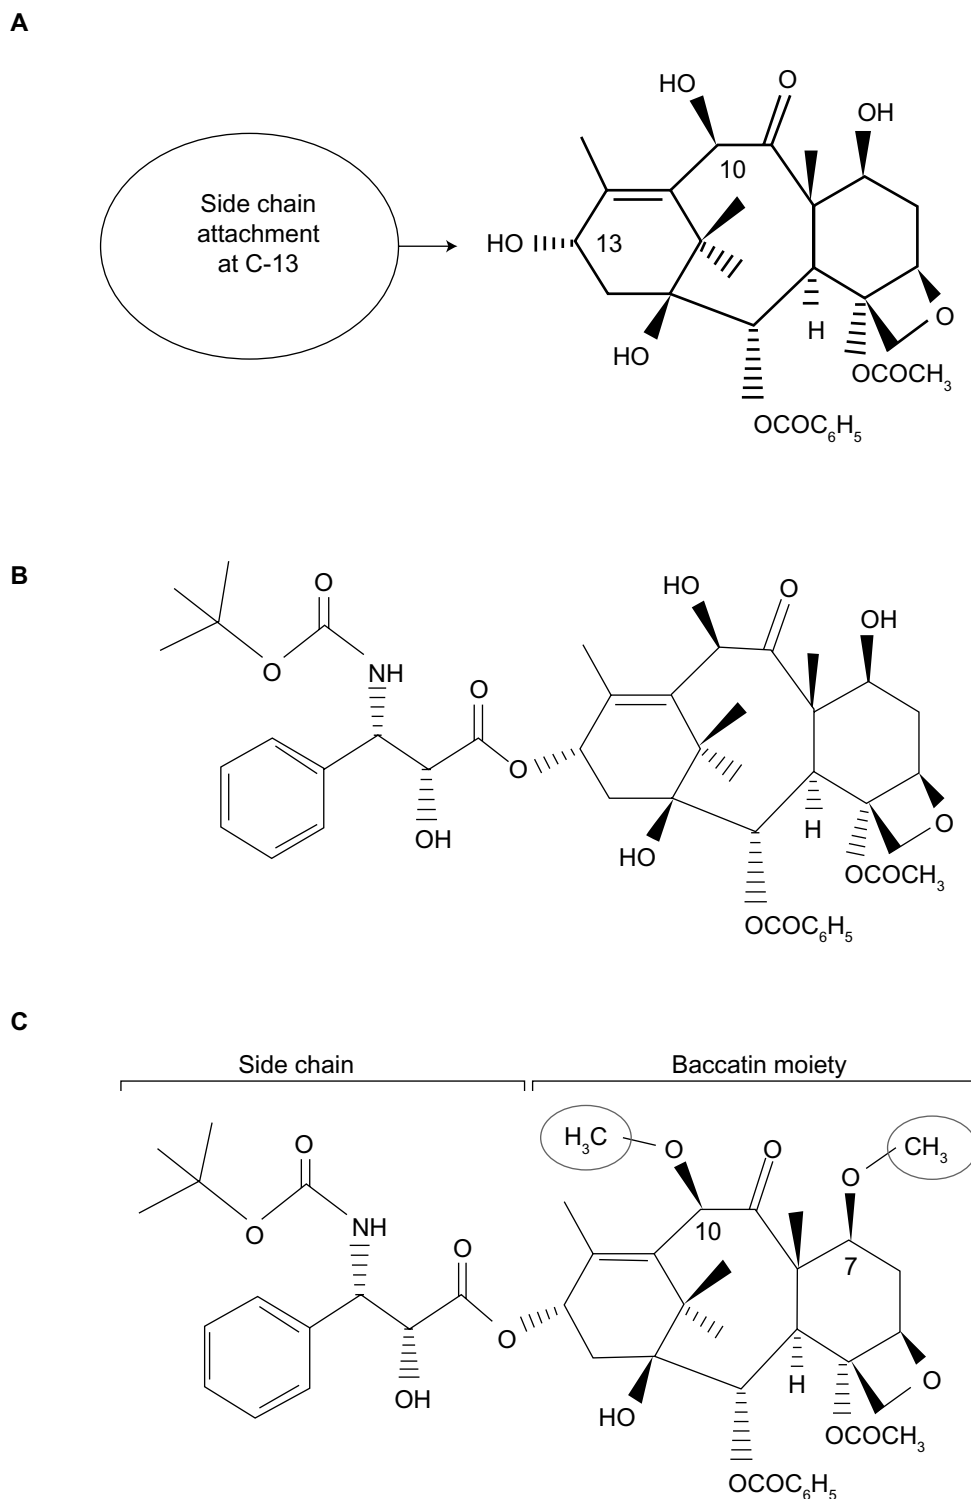 A
HO
O
OH
10
Side chain
attachment
at C-13
HO
13
HO
H
O
OCOCH₃
OCOC₆H₅
B
O
O
NH
O
O
OH
HO
O
OH
HO
H
O
OCOCH₃
OCOC₆H₅
C
Side chain
Baccatin moiety
H₃C
O
O
O
CH₃
10
7
O
O
NH
O
O
OH
HO
H
O
OCOCH₃
OCOC₆H₅